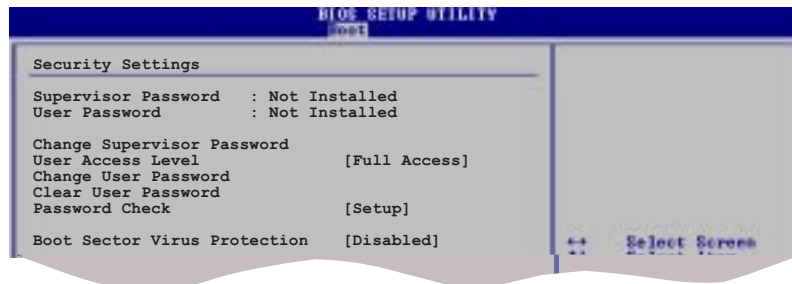 BIOS SETUP UTILITY
Boot
Security Settings
Supervisor Password : Not Installed
User Password : Not Installed
Change Supervisor Password
User Access Level [Full Access]
Change User Password
Clear User Password
Password Check [Setup]
Boot Sector Virus Protection [Disabled]
↔ Select Screen